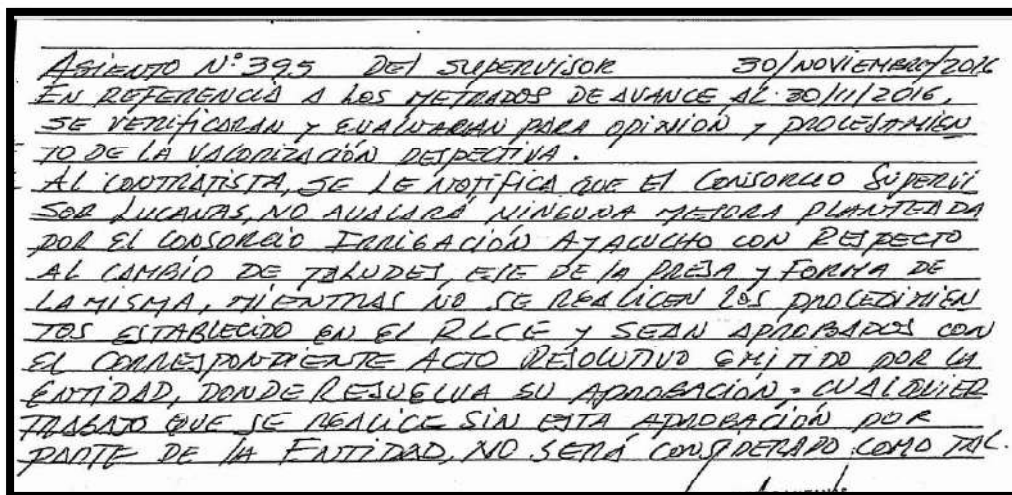 ASIENTO N° 395 DEL SUPERVISOR 30/NOVIEMBRE/2016
EN REFERENCIA A LOS METRADOS DE AVANCE AL 30/11/2016,
SE VERIFICARAN Y EVALUARAN PARA OPINION Y PROCESAMIEN
TO DE LA VALORIZACIÓN RESPECTIVA.
AL CONTRATISTA, SE LE NOTIFICA QUE EL CONSORCIO SUPERVI
SOR LUCANAS, NO AVALARÁ NINGUNA MEJORA PLANTEADA
POR EL CONSORCIO IRRIGACIÓN AYACUCHO CON RESPECTO
AL CAMBIO DE TALUDES, EJE DE LA PRESA Y FORMA DE
LA MISMA, MIENTRAS NO SE REALICEN LOS PROCEDIMIEN
TOS ESTABLECIDO EN EL RLCE Y SEAN APROBADOS CON
EL CORRESPONDIENTE ACTO RESOLUTIVO EMITIDO POR LA
ENTIDAD, DONDE RESUELVA SU APROBACIÓN, CUALQUIER
TRABAJO QUE SE REALICE SIN ESTA APROBACIÓN POR
PARTE DE LA ENTIDAD, NO SERÁ CONSIDERADO COMO TAL.